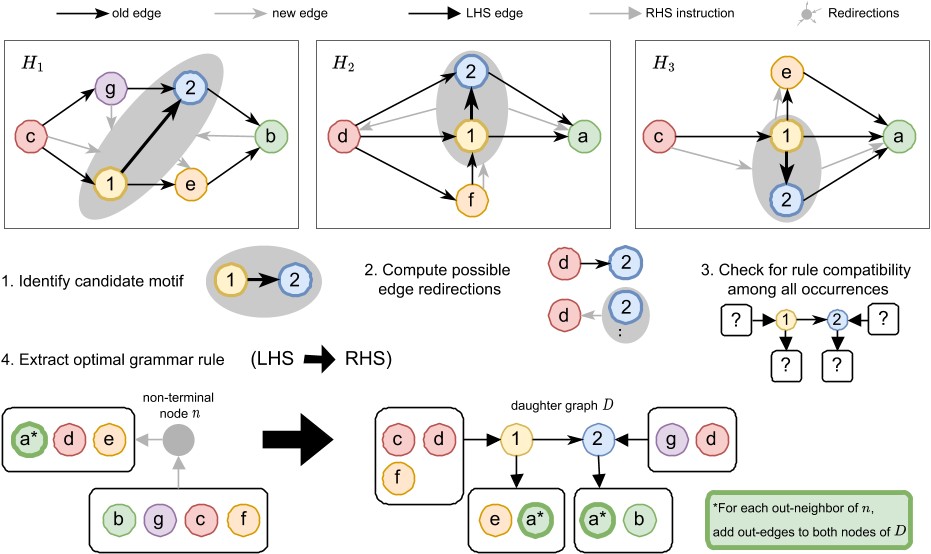 old edge
new edge
LHS edge
RHS instruction
Redirections
H1
g
2
c
b
1
e
H2
2
d
1
a
f
H3
e
c
1
a
2
1. Identify candidate motif
1
2
2. Compute possible
edge redirections
d
2
d
2
:
3. Check for rule compatibility
among all occurrences
?
1
2
?
?
?
4. Extract optimal grammar rule
(LHS
RHS)
non-terminal
node n
a*
d
e
b
g
c
f
daughter graph D
c
d
f
1
2
g
d
e
a*
a*
b
*For each out-neighbor of n,
add out-edges to both nodes of D